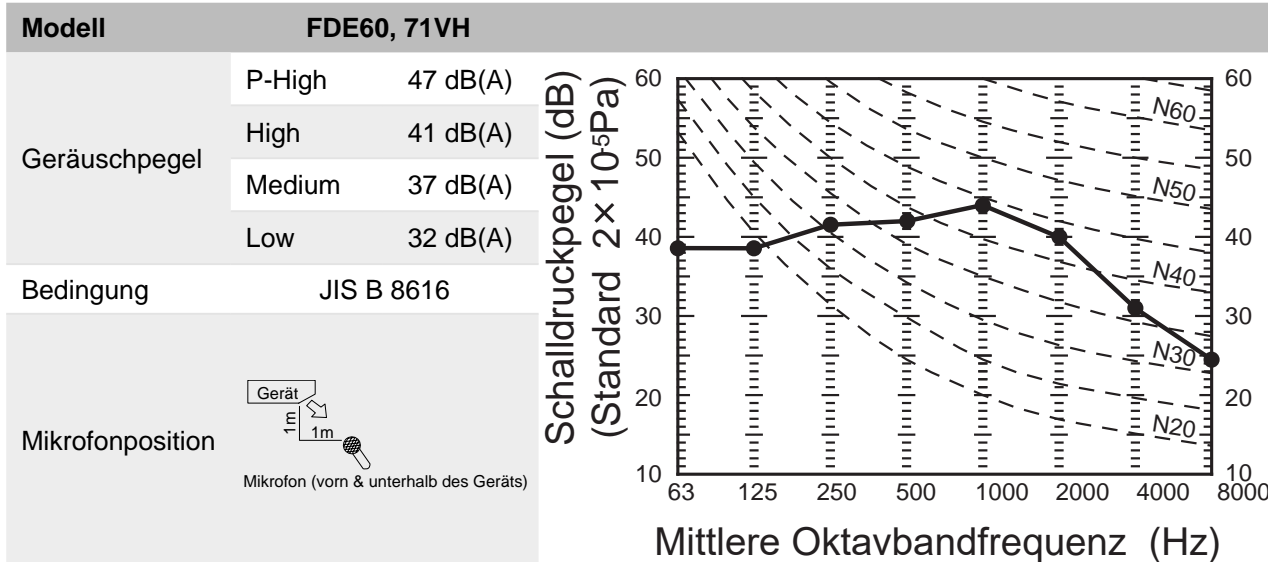 Modell FDE60, 71VH
Geräuschpegel
P-High 47 dB(A)
High 41 dB(A)
Medium 37 dB(A)
Low 32 dB(A)
Bedingung JIS B 8616
Mikrofonposition
Gerät
1m
1m
Mikrofon (vorn & unterhalb des Geräts)
Schalldruckpegel (dB)
(Standard 2×10-5Pa)
60
50
40
30
20
10
N60
N50
N40
N30
N20
60
50
40
30
20
10
63 125 250 500 1000 2000 4000 8000
Mittlere Oktavbandfrequenz (Hz)